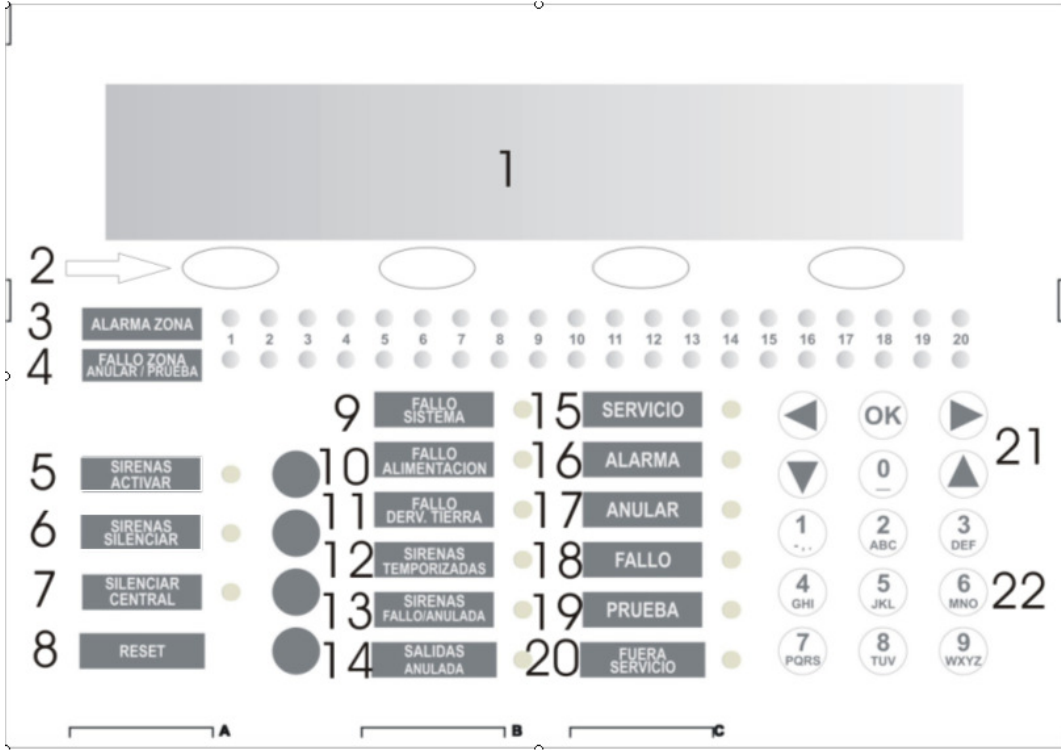 1
2
3 ALARMA ZONA
1 2 3 4 5 6 7 8 9 10 11 12 13 14 15 16 17 18 19 20
4 FALLO ZONA
ANULAR / PRUEBA
5 SIRENAS
ACTIVAR
6 SIRENAS
SILENCIAR
7 SILENCIAR
CENTRAL
8 RESET
9 FALLO
SISTEMA
10 FALLO
ALIMENTACION
11 FALLO
DERV. TIERRA
12 SIRENAS
TEMPORIZADAS
13 SIRENAS
FALLO/ANULADA
14 SALIDAS
ANULADA
15 SERVICIO
16 ALARMA
17 ANULAR
18 FALLO
19 PRUEBA
20 FUERA
SERVICIO
OK
21
0
_
1 2 3
-,. ABC DEF
4 5 6
GHI JKL MNO
22
7 8 9
PQRS TUV WXYZ
A B C